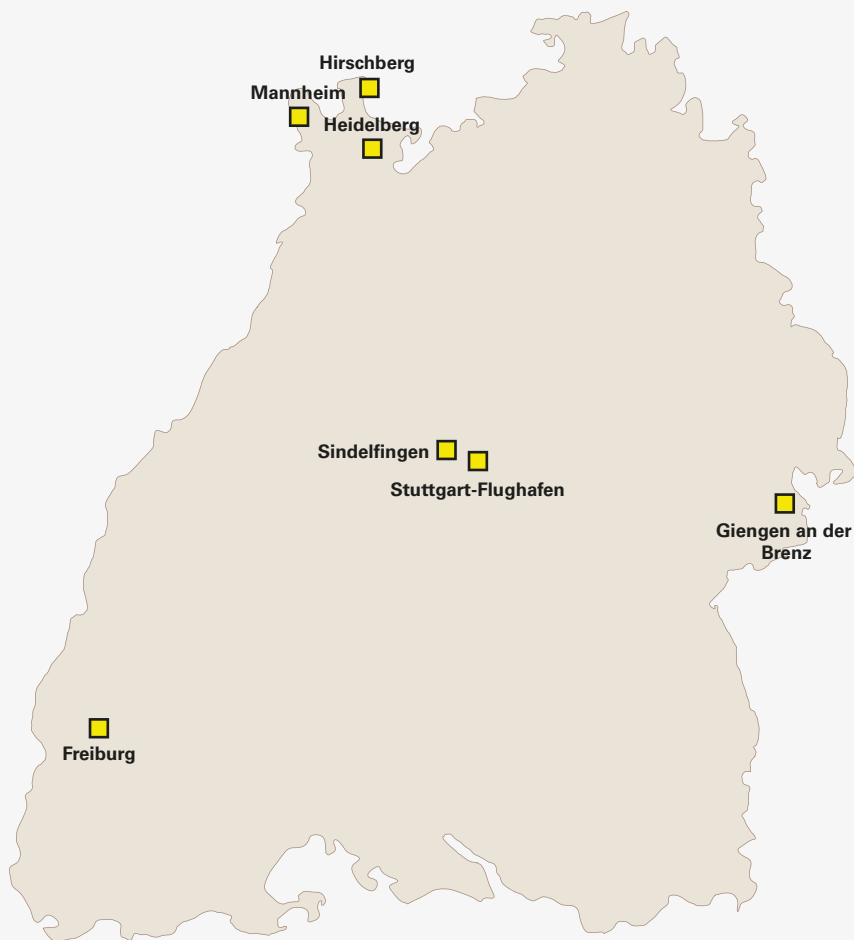 Hirschberg
Mannheim
Heidelberg
Sindelfingen
Stuttgart-Flughafen
Giengen an der
Brenz
Freiburg